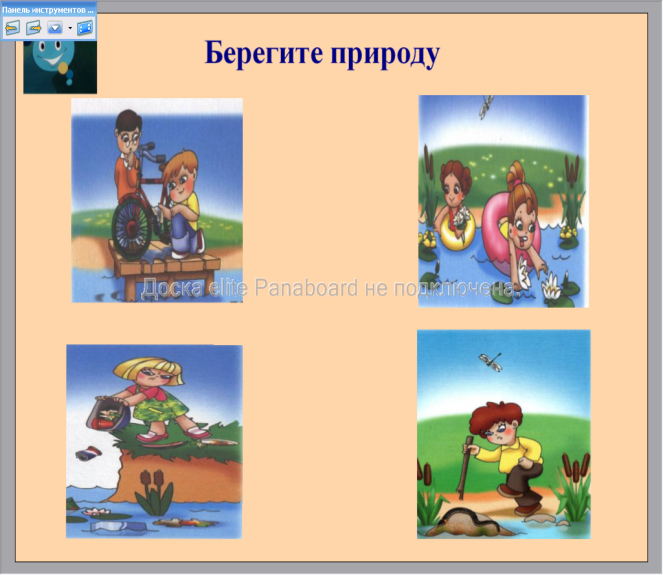 Панель инструментов ...
Берегите природу
Доска elite Panaboard не подключена.